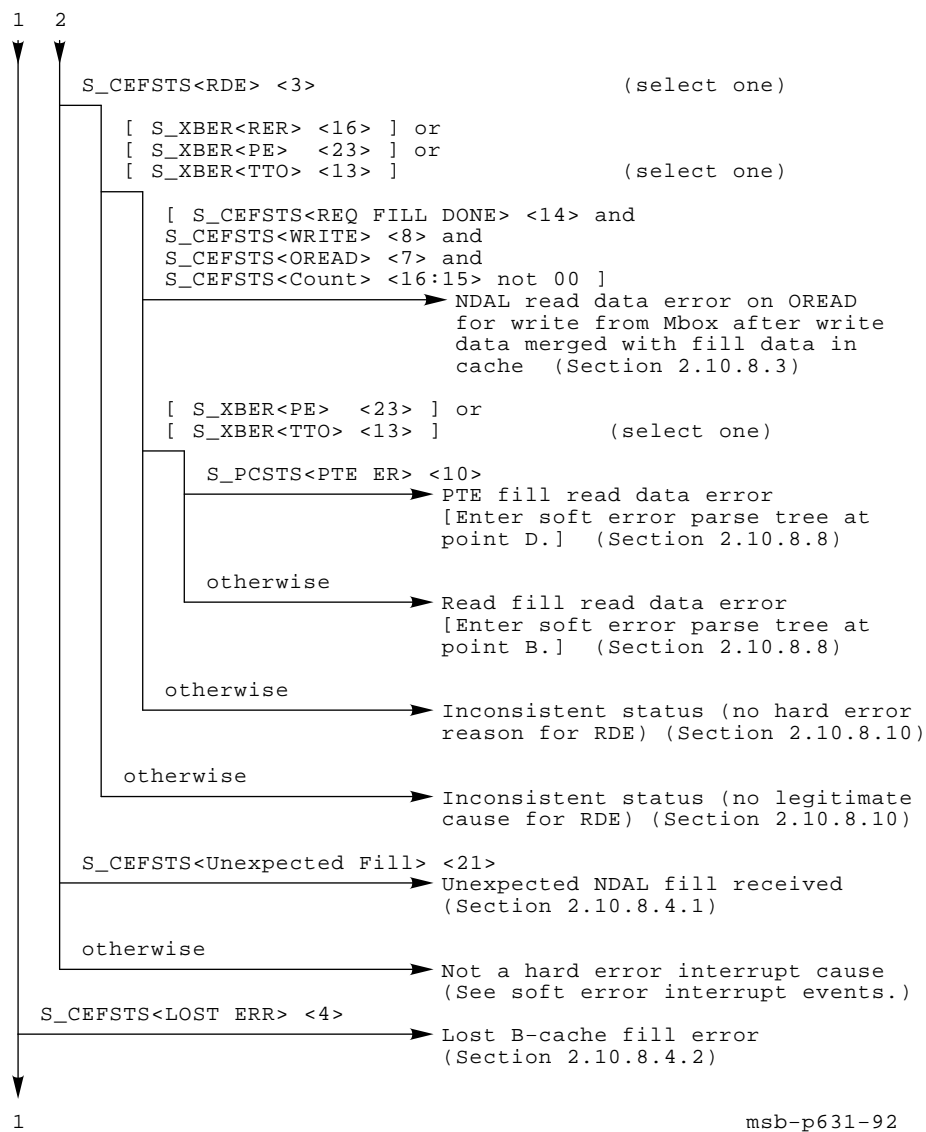 1 2
S_CEFSTS<RDE> <3> (select one)
[ S_XBER<RER> <16> ] or
[ S_XBER<PE> <23> ] or
[ S_XBER<TTO> <13> ] (select one)
[ S_CEFSTS<REQ FILL DONE> <14> and
S_CEFSTS<WRITE> <8> and
S_CEFSTS<OREAD> <7> and
S_CEFSTS<Count> <16:15> not 00 ]
NDAL read data error on OREAD
for write from Mbox after write
data merged with fill data in
cache (Section 2.10.8.3)
[ S_XBER<PE> <23> ] or
[ S_XBER<TTO> <13> ] (select one)
S_PCSTS<PTE ER> <10>
PTE fill read data error
[Enter soft error parse tree at
point D.] (Section 2.10.8.8)
otherwise
Read fill read data error
[Enter soft error parse tree at
point B.] (Section 2.10.8.8)
otherwise
Inconsistent status (no hard error
reason for RDE) (Section 2.10.8.10)
otherwise
Inconsistent status (no legitimate
cause for RDE) (Section 2.10.8.10)
S_CEFSTS<Unexpected Fill> <21>
Unexpected NDAL fill received
(Section 2.10.8.4.1)
otherwise
Not a hard error interrupt cause
(See soft error interrupt events.)
S_CEFSTS<LOST ERR> <4>
Lost B-cache fill error
(Section 2.10.8.4.2)
1 msb-p631-92